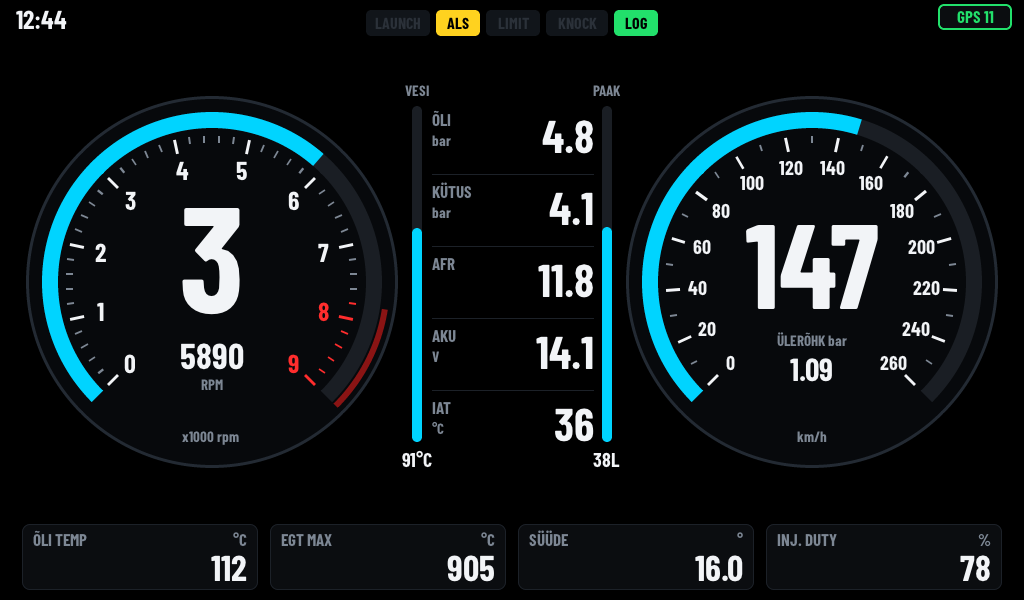 12:44
LAUNCH ALS LIMIT KNOCK LOG
GPS 11
0 1 2 3 4 5 6 7 8 9
3
5890
RPM
x1000 rpm
VESI
91°C
ÕLI
bar
4.8
KÜTUS
bar
4.1
AFR
11.8
AKU
V
14.1
IAT
°C
36
PAAK
38L
0 20 40 60 80 100 120 140 160 180 200 220 240 260
147
ÜLERÕHK bar
1.09
km/h
ÕLI TEMP °C
112
EGT MAX °C
905
SÜÜDE °
16.0
INJ. DUTY %
78